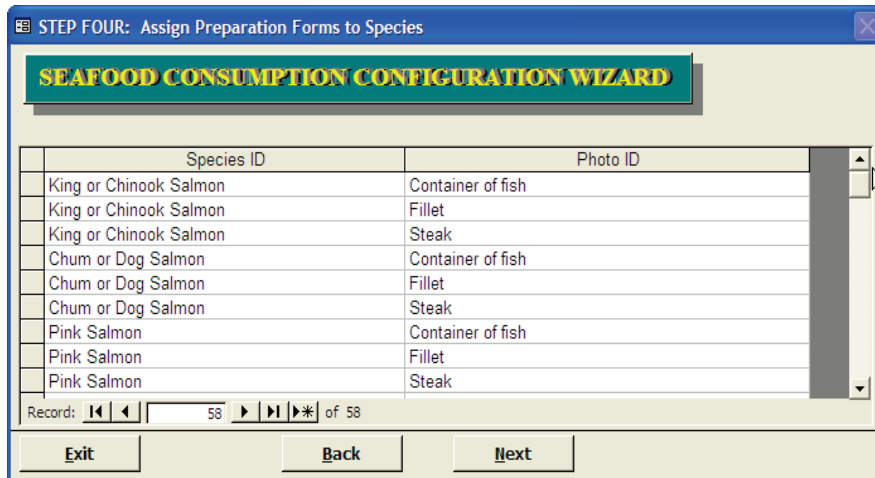 STEP FOUR: Assign Preparation Forms to Species
SEAFOOD CONSUMPTION CONFIGURATION WIZARD
Species ID Photo ID
King or Chinook Salmon Container of fish
King or Chinook Salmon Fillet
King or Chinook Salmon Steak
Chum or Dog Salmon Container of fish
Chum or Dog Salmon Fillet
Chum or Dog Salmon Steak
Pink Salmon Container of fish
Pink Salmon Fillet
Pink Salmon Steak
Record: 58 of 58
Exit Back Next